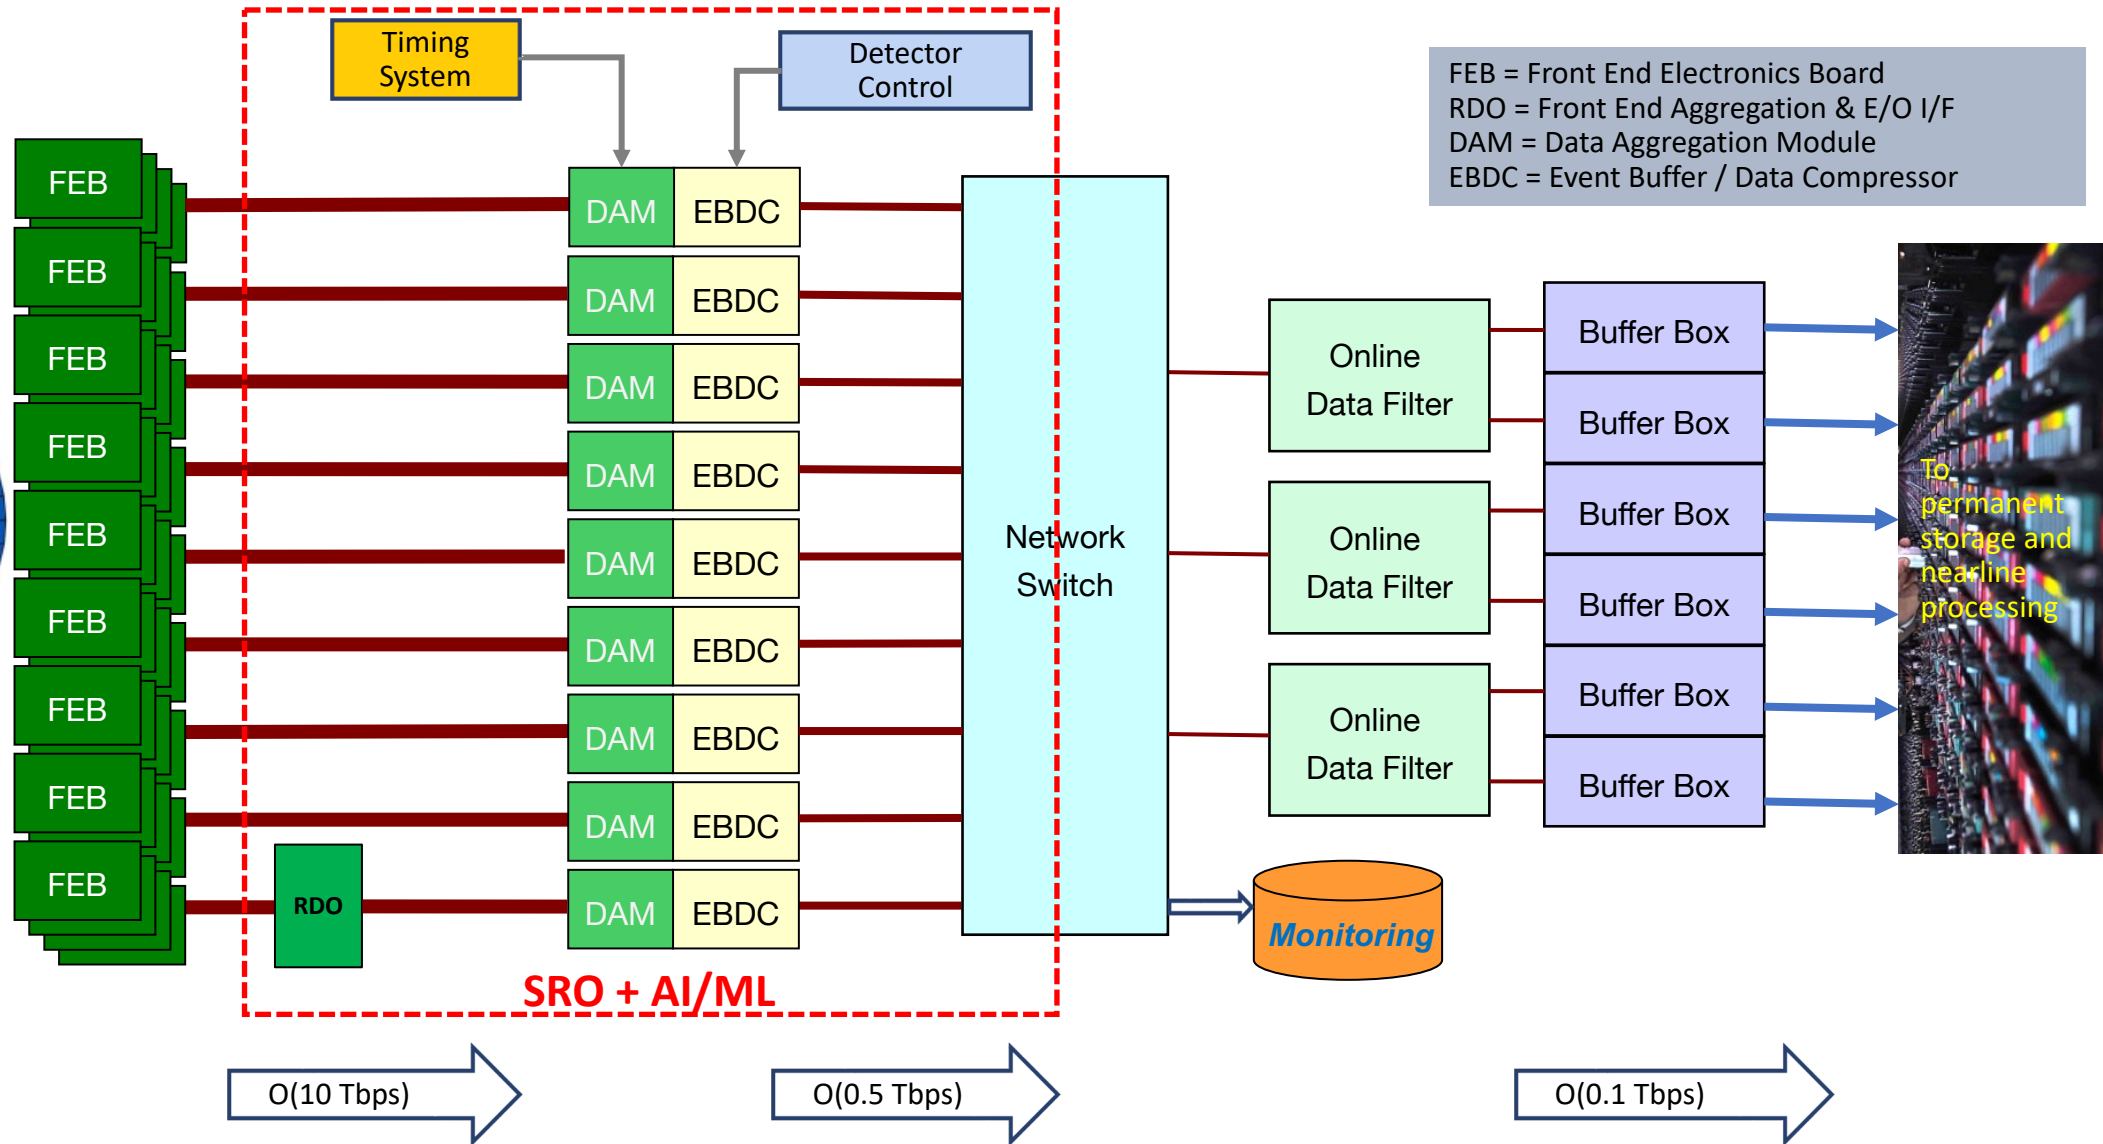 Timing
System
Detector
Control
FEB = Front End Electronics Board
RDO = Front End Aggregation & E/O I/F
DAM = Data Aggregation Module
EBDC = Event Buffer / Data Compressor
FEB
DAM
EBDC
FEB
DAM
EBDC
FEB
DAM
EBDC
FEB
DAM
EBDC
FEB
DAM
EBDC
FEB
DAM
EBDC
FEB
DAM
EBDC
FEB
DAM
EBDC
FEB
RDO
DAM
EBDC
Network
Switch
Online
Data Filter
Online
Data Filter
Online
Data Filter
Buffer Box
Buffer Box
Buffer Box
Buffer Box
Buffer Box
Buffer Box
To
permanent
storage and
nearline
processing
Monitoring
SRO + AI/ML
O(10 Tbps)
O(0.5 Tbps)
O(0.1 Tbps)